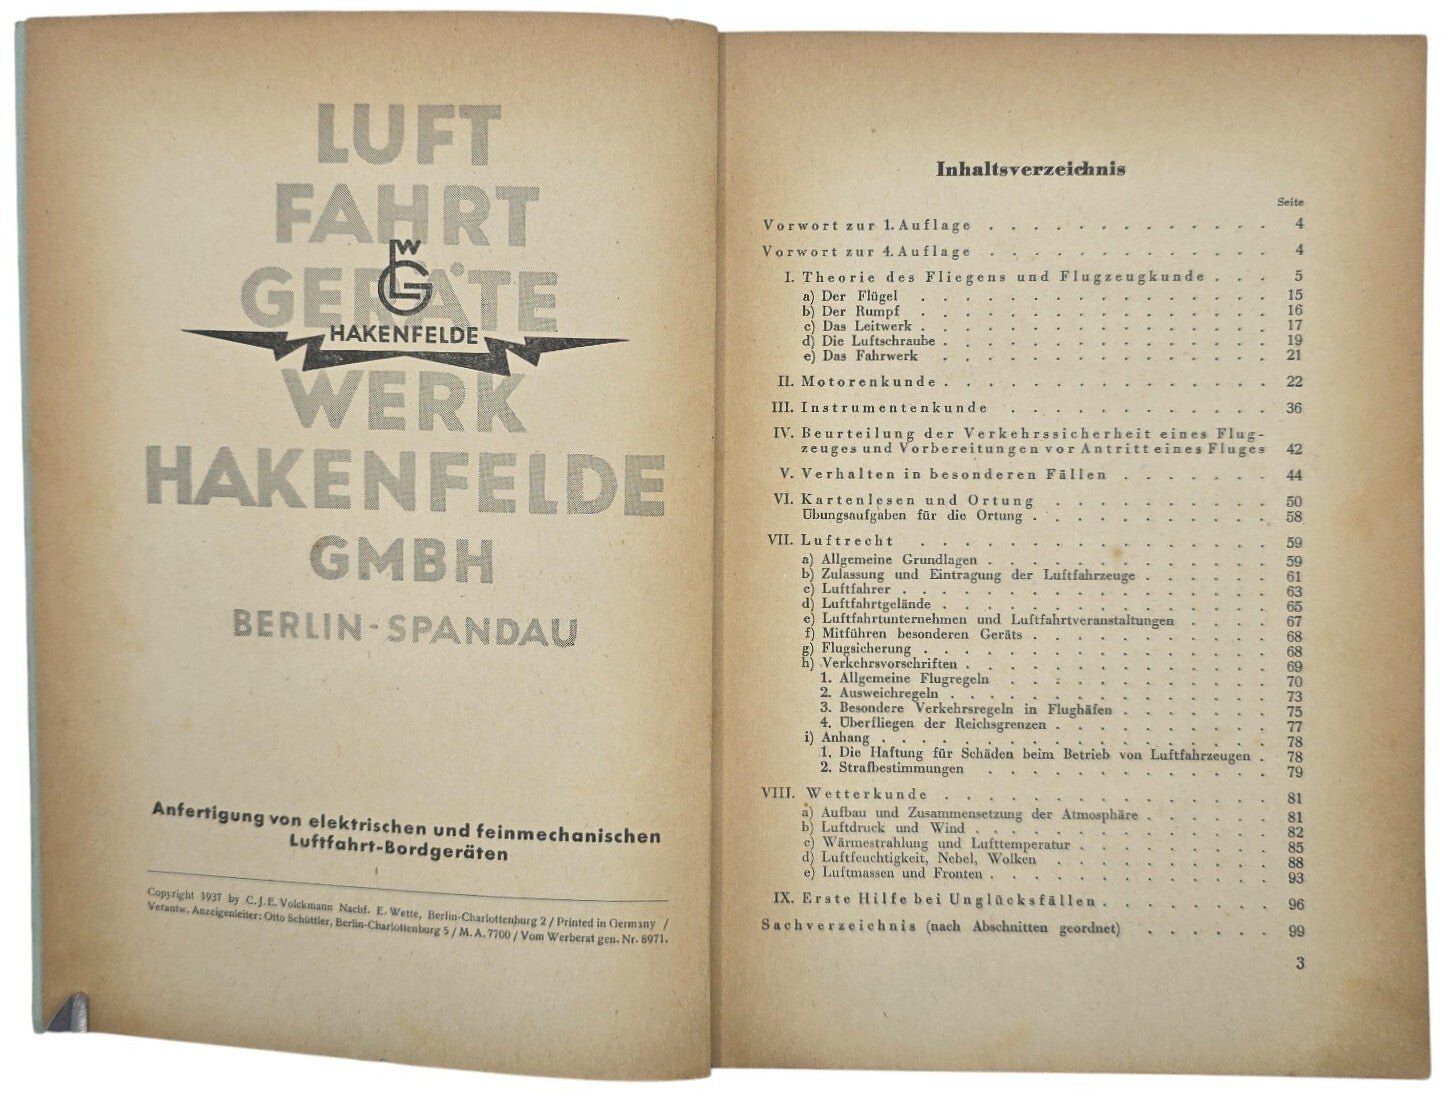 LUFT
FAHRT
GERÄTE
LGW
HAKENFELDE
WERK
HAKENFELDE
GMBH
BERLIN-SPANDAU
Anfertigung von elektrischen und feinmechanischen
Luftfahrt-Bordgeräten
Copyright 1937 by C. J. E. Volckmann Nachf. E. Wette, Berlin-Charlottenburg 2 / Printed in Germany /
Verantw. Anzeigenleiter: Otto Schüttler, Berlin-Charlottenburg 5 / M. A. 7700 / Vom Werberat gen. Nr. 8971.
Inhaltsverzeichnis
Seite
Vorwort zur 1. Auflage . . . . . . . . . . . . . 4
Vorwort zur 4. Auflage . . . . . . . . . . . . . 4
I. Theorie des Fliegens und Flugzeugkunde . . . 5
a) Der Flügel . . . . . . . . . . . . . . . . 15
b) Der Rumpf . . . . . . . . . . . . . . . . 16
c) Das Leitwerk . . . . . . . . . . . . . . . . 17
d) Die Luftschraube . . . . . . . . . . . . . . . 19
e) Das Fahrwerk . . . . . . . . . . . . . . . 21
II. Motorenkunde . . . . . . . . . . . . . . . 22
III. Instrumentenkunde . . . . . . . . . . . . 36
IV. Beurteilung der Verkehrssicherheit eines Flug-
zeuges und Vorbereitungen vor Antritt eines Fluges 42
V. Verhalten in besonderen Fällen . . . . . . . 44
VI. Kartenlesen und Ortung . . . . . . . . . . 50
Übungsaufgaben für die Ortung . . . . . . . . . . . 58
VII. Luftrecht . . . . . . . . . . . . . . . . 59
a) Allgemeine Grundlagen . . . . . . . . . . . . . 59
b) Zulassung und Eintragung der Luftfahrzeuge . . . . . . 61
c) Luftfahrer . . . . . . . . . . . . . . . . . 63
d) Luftfahrtgelände . . . . . . . . . . . . . . . 65
e) Luftfahrtunternehmen und Luftfahrtveranstaltungen . . . . 67
f) Mitführen besonderen Geräts . . . . . . . . . . . 68
g) Flugsicherung . . . . . . . . . . . . . . . . 68
h) Verkehrsvorschriften . . . . . . . . . . . . . . 69
1. Allgemeine Flugregeln . . . . . . . . . . . . 70
2. Ausweichregeln . . . . . . . . . . . . . . . 73
3. Besondere Verkehrsregeln in Flughäfen . . . . . . . 75
4. Überfliegen der Reichsgrenzen . . . . . . . . . . 77
i) Anhang . . . . . . . . . . . . . . . . . . 78
1. Die Haftung für Schäden beim Betrieb von Luftfahrzeugen . 78
2. Strafbestimmungen . . . . . . . . . . . . . 79
VIII. Wetterkunde . . . . . . . . . . . . . . . 81
a) Aufbau und Zusammensetzung der Atmosphäre . . . . . . 81
b) Luftdruck und Wind . . . . . . . . . . . . . . 82
c) Wärmestrahlung und Lufttemperatur . . . . . . . . . 85
d) Luftfeuchtigkeit, Nebel, Wolken . . . . . . . . . . 88
e) Luftmassen und Fronten . . . . . . . . . . . . . 93
IX. Erste Hilfe bei Unglücksfällen . . . . . . . . 96
Sachverzeichnis (nach Abschnitten geordnet) . . . . . . 99
3